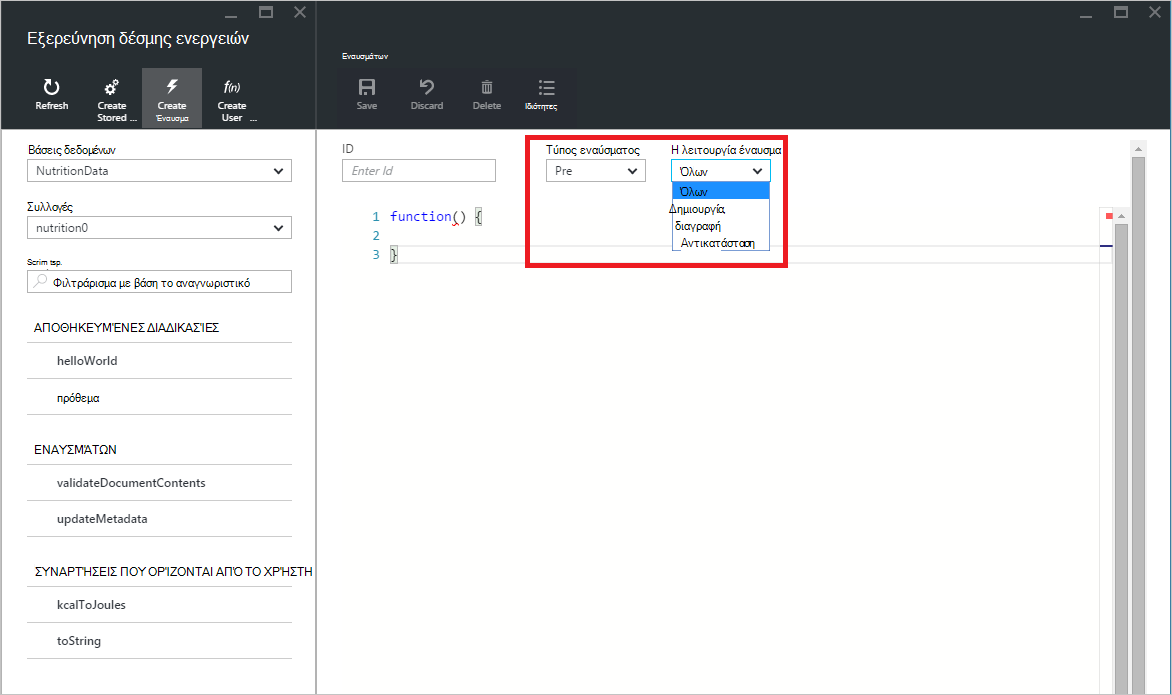 Εξερεύνηση δέσμης ενεργειών
Refresh
Create
Stored ...
Create
Έναυσμα
f(n)
Create
User ...
Βάσεις δεδομένων
NutritionData
Συλλογές
nutrition0
Scrim tsp.
Φιλτράρισμα με βάση το αναγνωριστικό
ΑΠΟΘΗΚΕΥΜΈΝΕΣ ΔΙΑΔΙΚΑΣΊΕΣ
helloWorld
πρόθεμα
ΕΝΑΥΣΜΆΤΩΝ
validateDocumentContents
updateMetadata
ΣΥΝΑΡΤΉΣΕΙΣ ΠΟΥ ΟΡΊΖΟΝΤΑΙ ΑΠΌ ΤΟ ΧΡΉΣΤΗ
kcalToJoules
toString
Εναυσμάτων
Save
Discard
Delete
Ιδιότητες
ID
Enter Id
Τύπος εναύσματος
Pre
Η λειτουργία έναυσμα
Όλων
Όλων
Δημιουργία,
διαγραφή
Αντικατάσταση
1 function() {
2
3 }